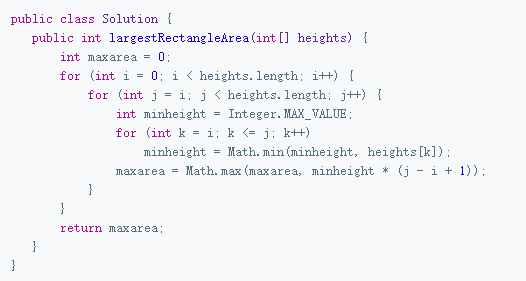 public class Solution {
    public int largestRectangleArea(int[] heights) {
        int maxarea = 0;
        for (int i = 0; i < heights.length; i++) {
            for (int j = i; j < heights.length; j++) {
                int minheight = Integer.MAX_VALUE;
                for (int k = i; k <= j; k++)
                    minheight = Math.min(minheight, heights[k]);
                maxarea = Math.max(maxarea, minheight * (j - i + 1));
            }
        }
        return maxarea;
    }
}